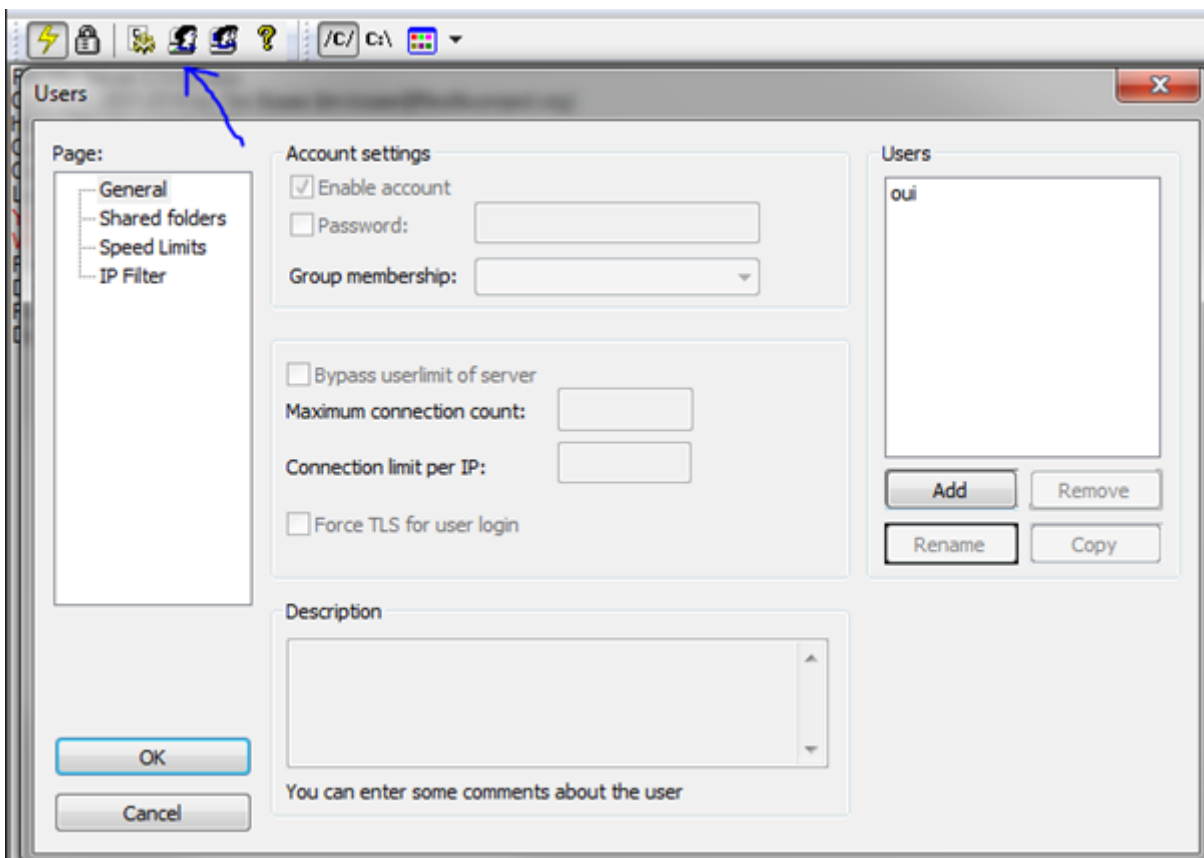 /C/ C:\
Users
Page:
General
Shared folders
Speed Limits
IP Filter
OK
Cancel
Account settings
Enable account
Password:
Group membership:
Bypass userlimit of server
Maximum connection count:
Connection limit per IP:
Force TLS for user login
Description
You can enter some comments about the user
Users
oui
Add Remove
Rename Copy